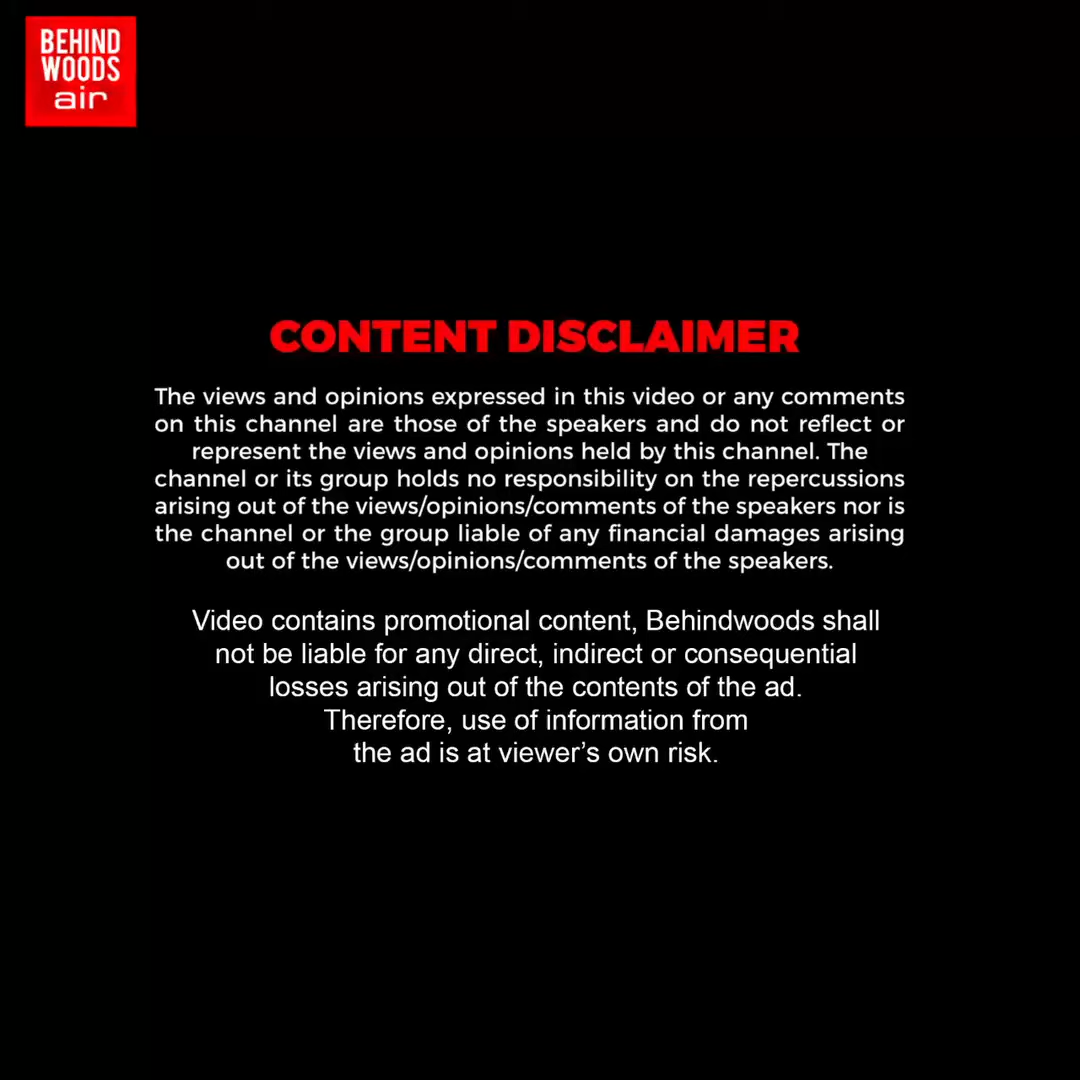 BEHIND
WOODS
air
CONTENT DISCLAIMER
The views and opinions expressed in this video or any comments
on this channel are those of the speakers and do not reflect or
represent the views and opinions held by this channel. The
channel or its group holds no responsibility on the repercussions
arising out of the views/opinions/comments of the speakers nor is
the channel or the group liable of any financial damages arising
out of the views/opinions/comments of the speakers.
Video contains promotional content, Behindwoods shall
not be liable for any direct, indirect or consequential
losses arising out of the contents of the ad.
Therefore, use of information from
the ad is at viewer’s own risk.